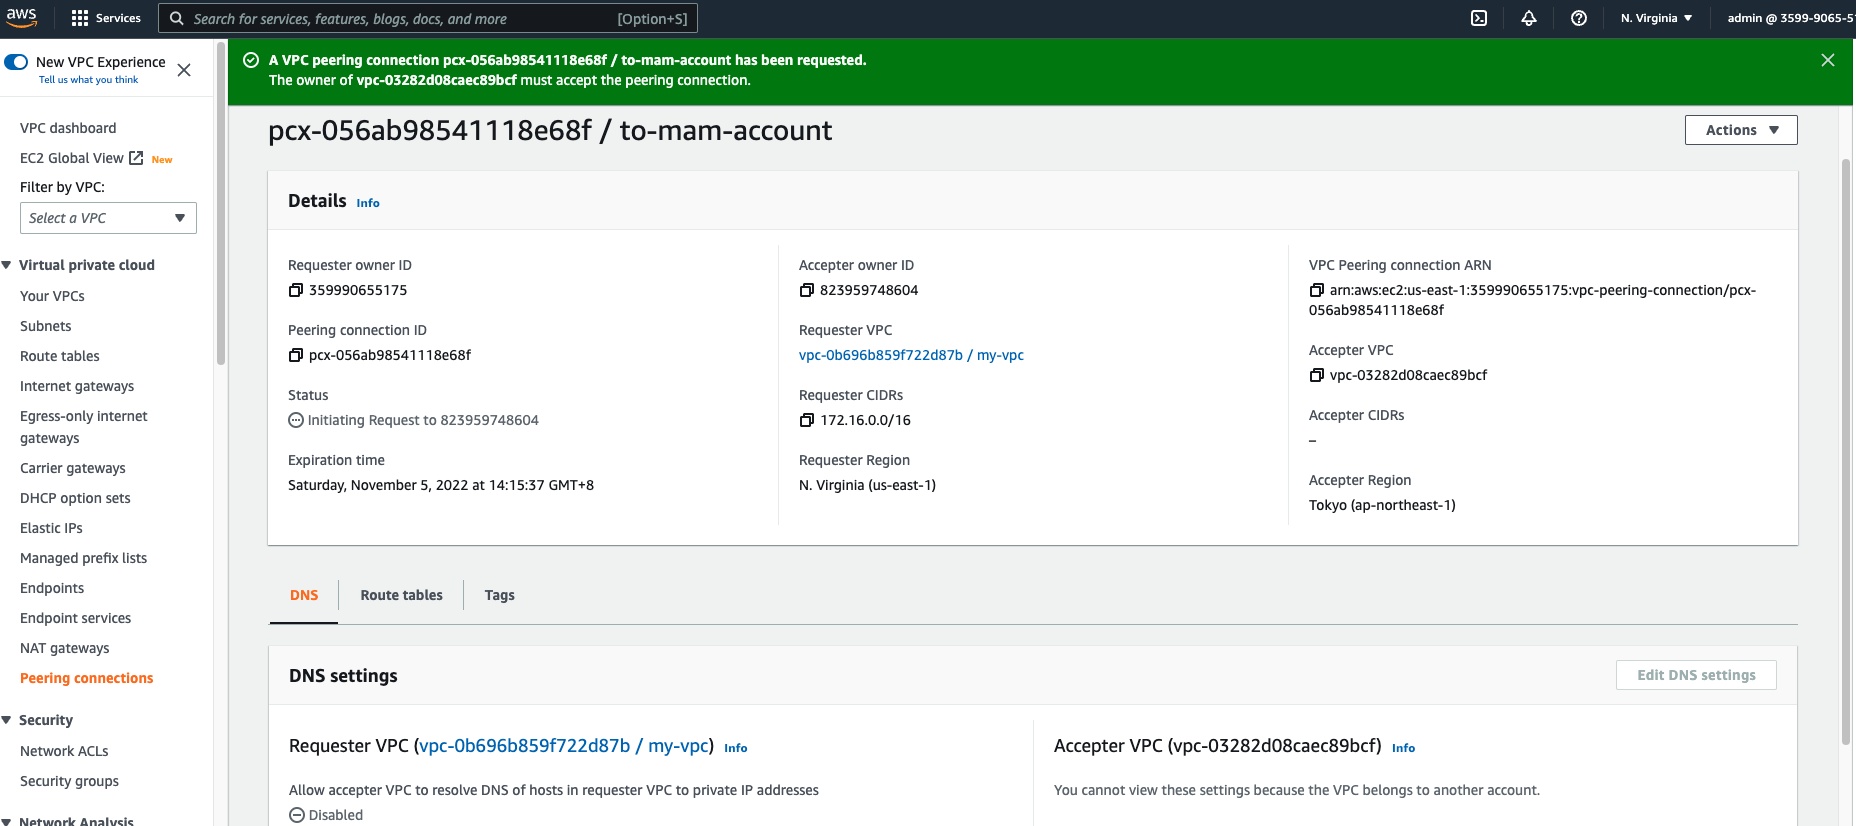 aws
Services
Search for services, features, blogs, docs, and more
[Option+S]
N. Virginia
admin @ 3599-9065-51
New VPC Experience
Tell us what you think
VPC dashboard
EC2 Global View New
Filter by VPC:
Select a VPC
Virtual private cloud
Your VPCs
Subnets
Route tables
Internet gateways
Egress-only internet
gateways
Carrier gateways
DHCP option sets
Elastic IPs
Managed prefix lists
Endpoints
Endpoint services
NAT gateways
Peering connections
Security
Network ACLs
Security groups
Network Analysis
A VPC peering connection pcx-056ab98541118e68f / to-mam-account has been requested.
The owner of vpc-03282d08caec89bcf must accept the peering connection.
pcx-056ab98541118e68f / to-mam-account
Actions
Details Info
Requester owner ID
359990655175
Peering connection ID
pcx-056ab98541118e68f
Status
Initiating Request to 823959748604
Expiration time
Saturday, November 5, 2022 at 14:15:37 GMT+8
Accepter owner ID
823959748604
Requester VPC
vpc-0b696b859f722d87b / my-vpc
Requester CIDRs
172.16.0.0/16
Requester Region
N. Virginia (us-east-1)
VPC Peering connection ARN
arn:aws:ec2:us-east-1:359990655175:vpc-peering-connection/pcx-
056ab98541118e68f
Accepter VPC
vpc-03282d08caec89bcf
Accepter CIDRs
–
Accepter Region
Tokyo (ap-northeast-1)
DNS
Route tables
Tags
DNS settings
Edit DNS settings
Requester VPC (vpc-0b696b859f722d87b / my-vpc) Info
Allow accepter VPC to resolve DNS of hosts in requester VPC to private IP addresses
Disabled
Accepter VPC (vpc-03282d08caec89bcf) Info
You cannot view these settings because the VPC belongs to another account.